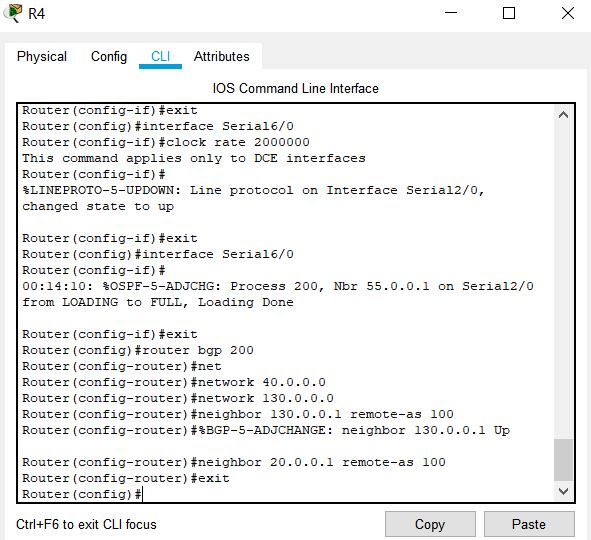 R4
Physical Config CLI Attributes
IOS Command Line Interface
Router(config-if)#exit
Router(config)#interface Serial6/0
Router(config-if)#clock rate 2000000
This command applies only to DCE interfaces
Router(config-if)#
%LINEPROTO-5-UPDOWN: Line protocol on Interface Serial2/0,
changed state to up
Router(config-if)#exit
Router(config)#interface Serial6/0
Router(config-if)#
00:14:10: %OSPF-5-ADJCHG: Process 200, Nbr 55.0.0.1 on Serial2/0
from LOADING to FULL, Loading Done
Router(config-if)#exit
Router(config)#router bgp 200
Router(config-router)#net
Router(config-router)#network 40.0.0.0
Router(config-router)#network 130.0.0.0
Router(config-router)#neighbor 130.0.0.1 remote-as 100
Router(config-router)#%BGP-5-ADJCHANGE: neighbor 130.0.0.1 Up
Router(config-router)#neighbor 20.0.0.1 remote-as 100
Router(config-router)#exit
Router(config)#
Ctrl+F6 to exit CLI focus
Copy Paste